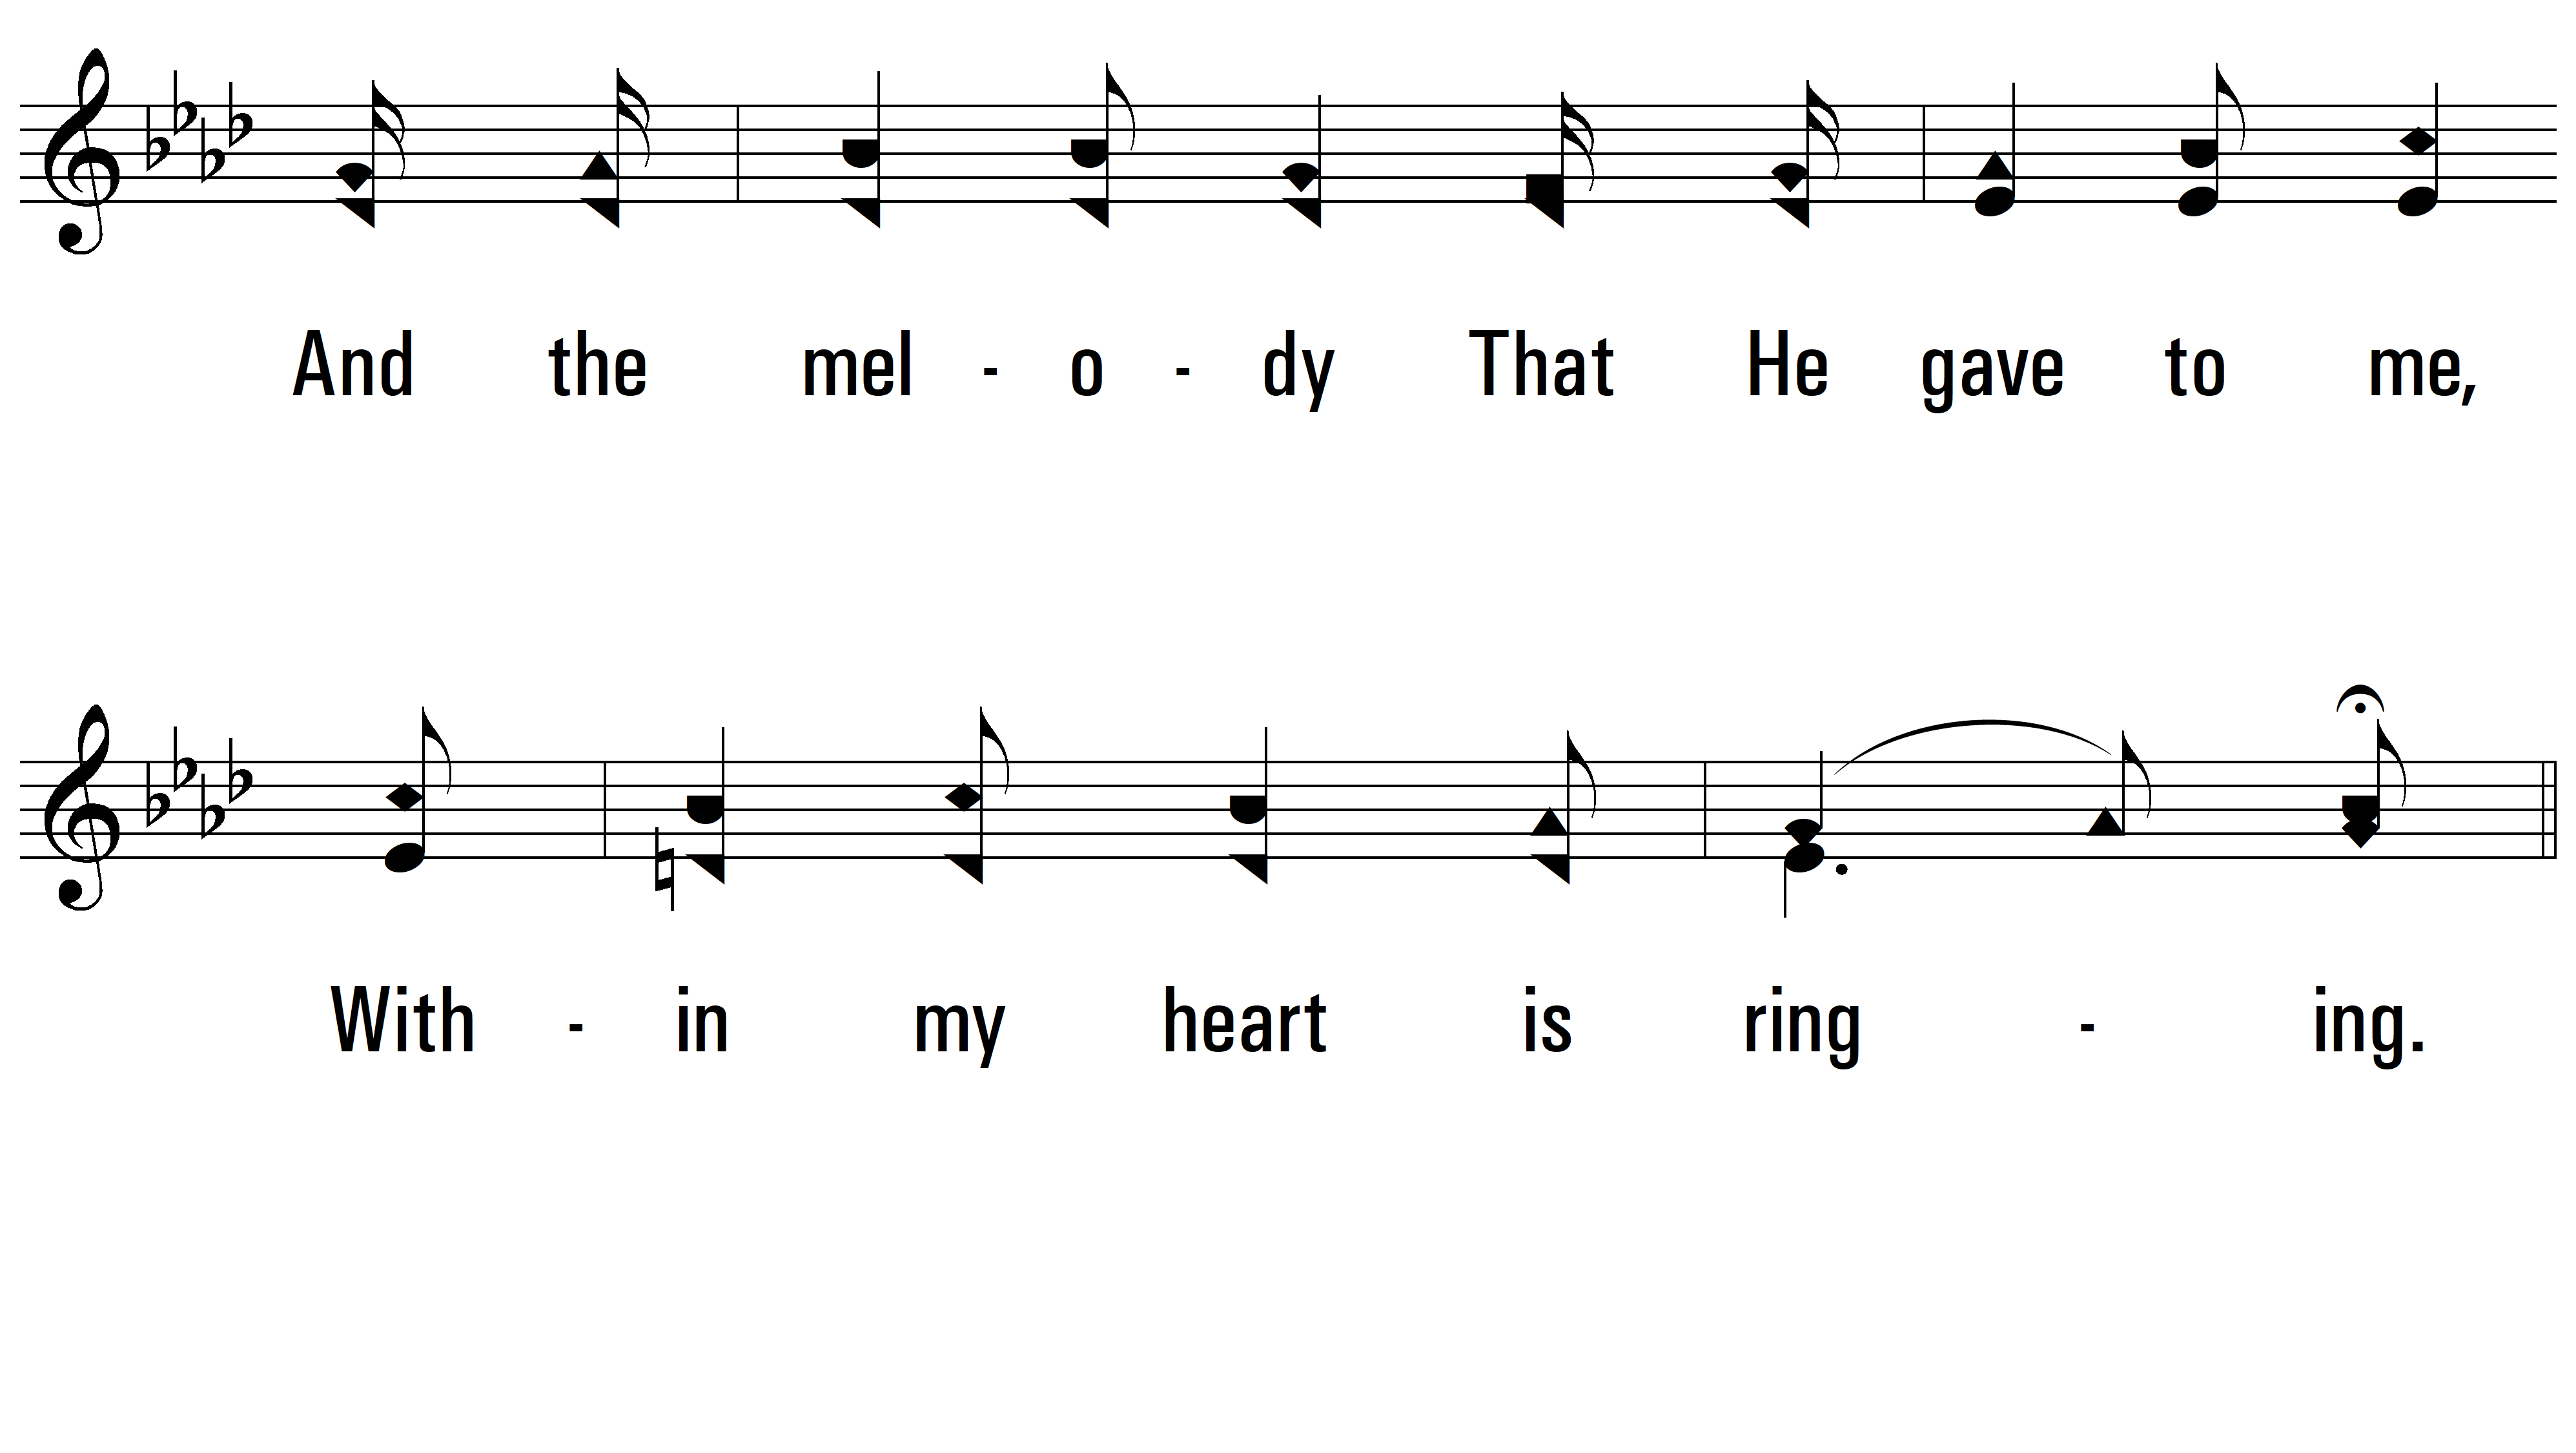 And the mel - o - dy That He gave to me,
With - in my heart is ring - ing.